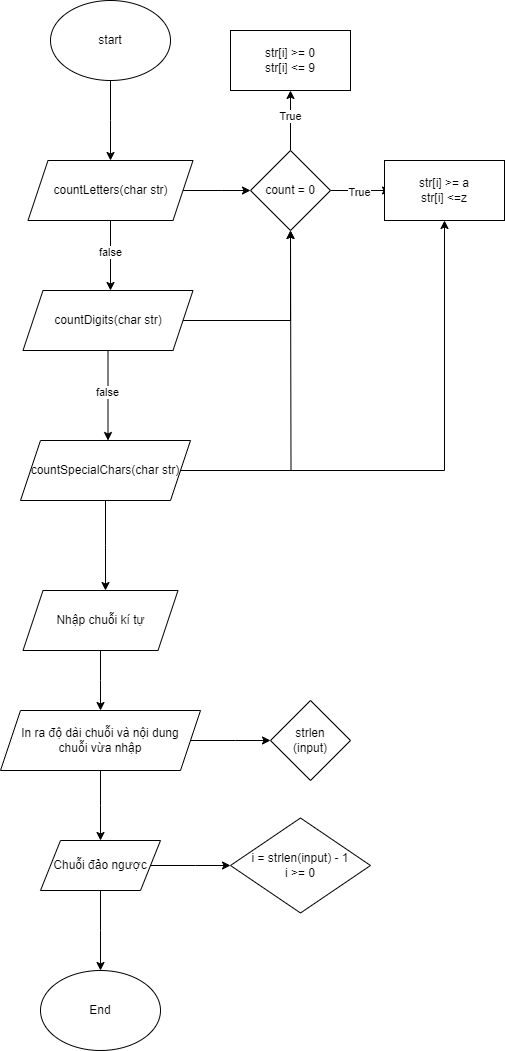 start
str[i] >= 0
str[i] <= 9
True
countLetters(char str)
count = 0
True
str[i] >= a
str[i] <=z
false
countDigits(char str)
false
countSpecialChars(char str)
Nhập chuỗi kí tự
In ra độ dài chuỗi và nội dung
chuỗi vừa nhập
strlen
(input)
Chuỗi đảo ngược
i = strlen(input) - 1
i >= 0
End